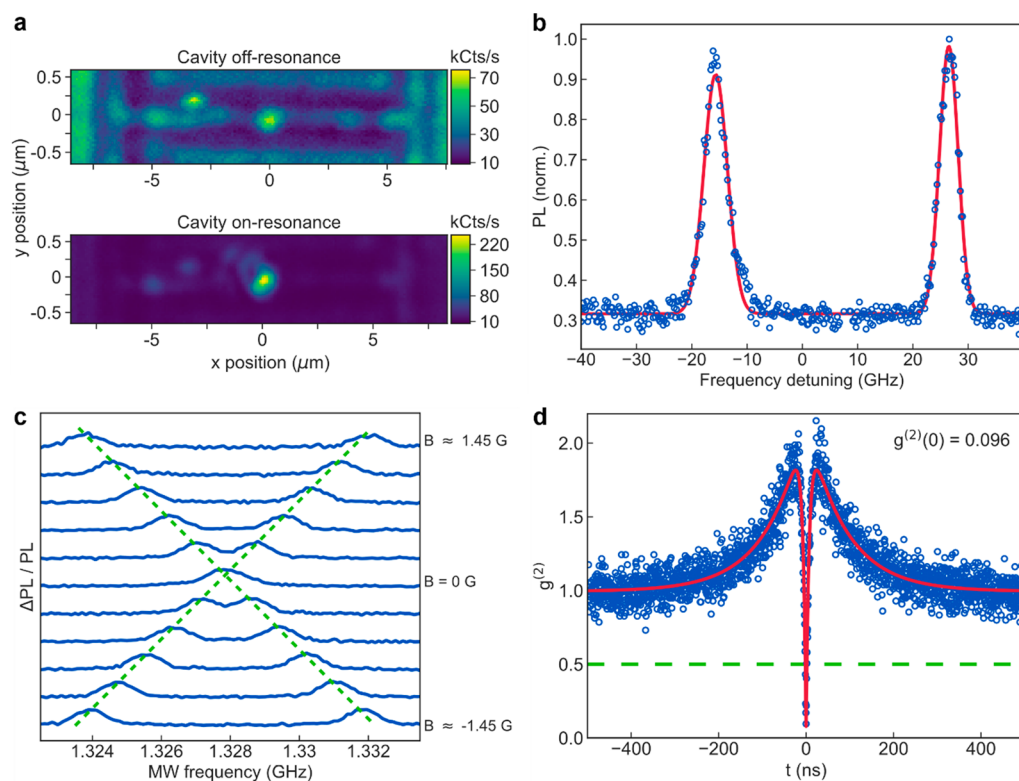 a
Cavity off-resonance
kCts/s
0.5
0
-0.5
70
50
30
10
-5
0
5
Cavity on-resonance
kCts/s
0.5
0
-0.5
220
150
80
10
-5
0
5
y position (μm)
x position (μm)
b
1.0
0.9
0.8
0.7
0.6
0.5
0.4
0.3
PL (norm.)
−40 −30 −20 −10 0 10 20 30
Frequency detuning (GHz)
c
B ≈ 1.45 G
B = 0 G
B ≈ -1.45 G
ΔPL / PL
1.324 1.326 1.328 1.33 1.332
MW frequency (GHz)
d
g(2)(0) = 0.096
2.0
1.5
1.0
0.5
0.0
g(2)
−400 −200 0 200 400
t (ns)